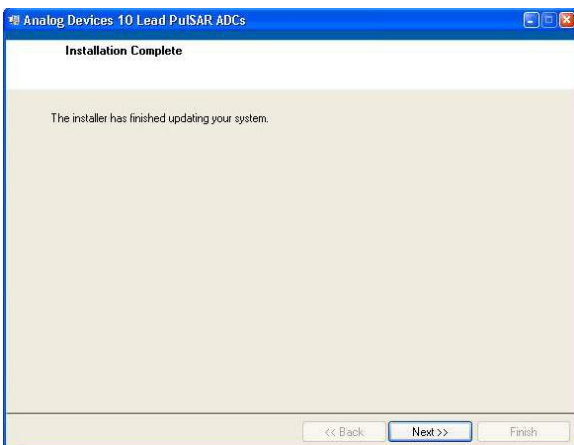 Analog Devices 10 Lead PulSAR ADCs
Installation Complete
The installer has finished updating your system.
<< Back Next >> Finish